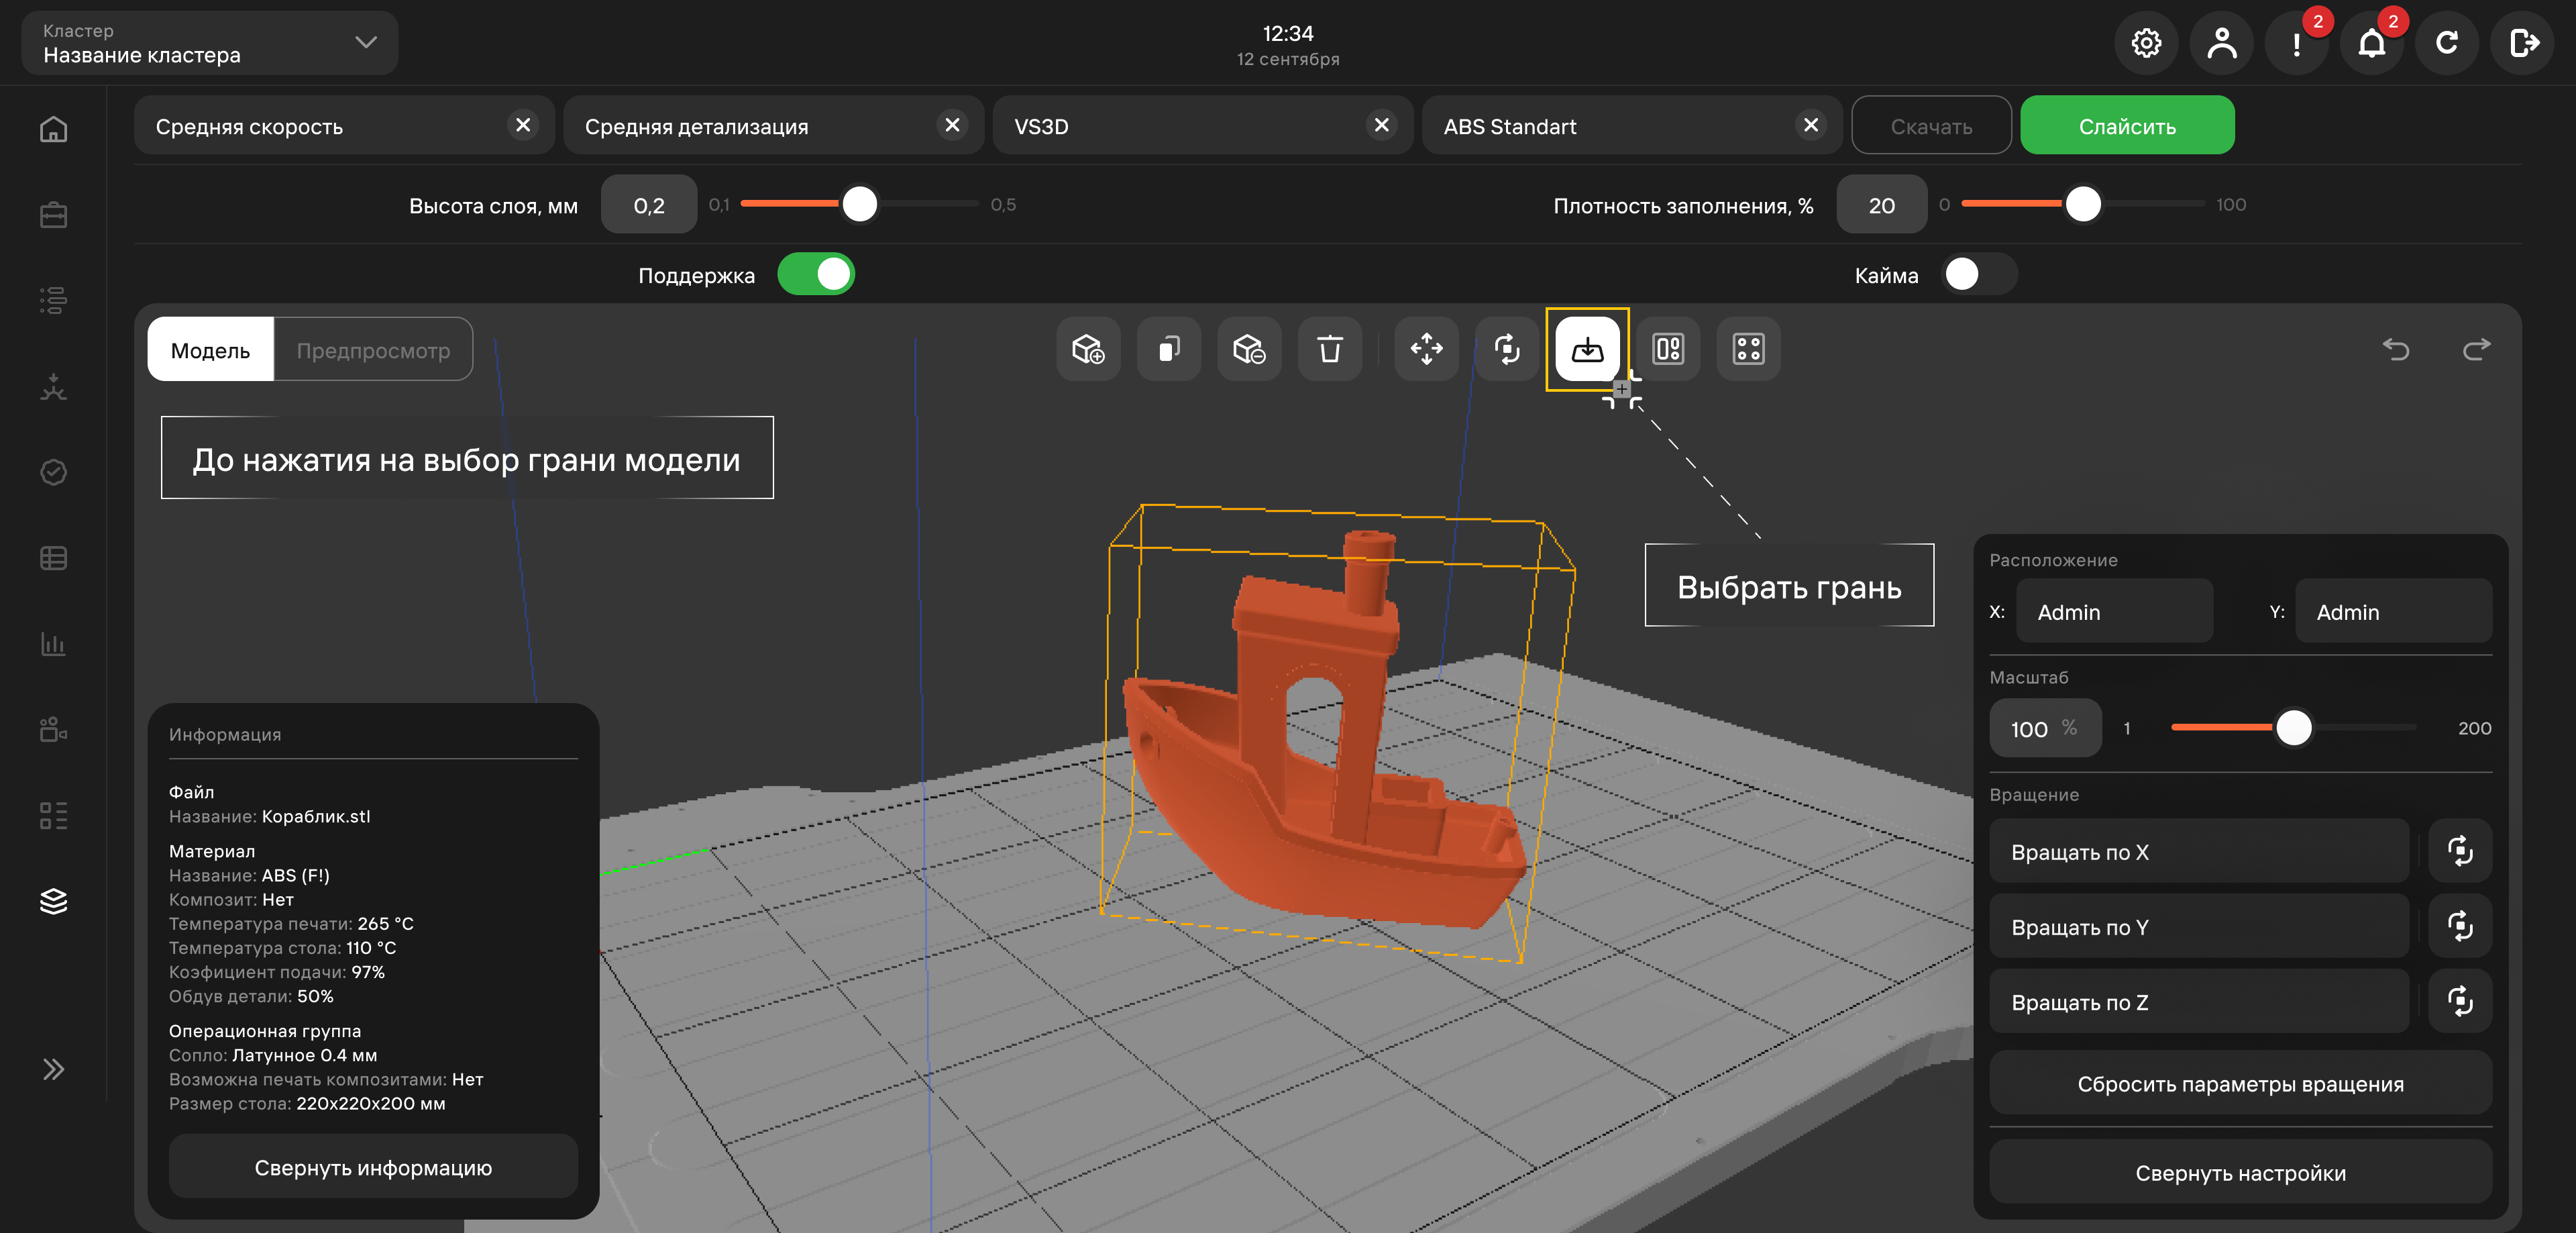 Кластер
Название кластера
12:34
12 сентября
2
2
Средняя скорость
Средняя детализация
VS3D
ABS Standart
Скачать
Слайсить
Высота слоя, мм
0,2
0,1
0,5
Плотность заполнения, %
20
0
100
Поддержка
Кайма
Модель
Предпросмотр
До нажатия на выбор грани модели
Выбрать грань
Информация
Файл
Название: Кораблик.stl
Материал
Название: ABS (F!)
Композит: Нет
Температура печати: 265 °C
Температура стола: 110 °C
Коэфициент подачи: 97%
Обдув детали: 50%
Операционная группа
Сопло: Латунное 0.4 мм
Возможна печать композитами: Нет
Размер стола: 220x220x200 мм
Свернуть информацию
Расположение
X: Admin
Y: Admin
Масштаб
100 %
1
200
Вращение
Вращать по X
Вращать по Y
Вращать по Z
Сбросить параметры вращения
Свернуть настройки